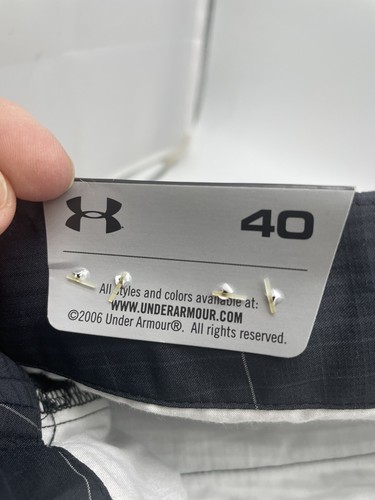 40
All styles and colors available at:
WWW.UNDERARMOUR.COM
©2006 Under Armour®. All rights reserved.